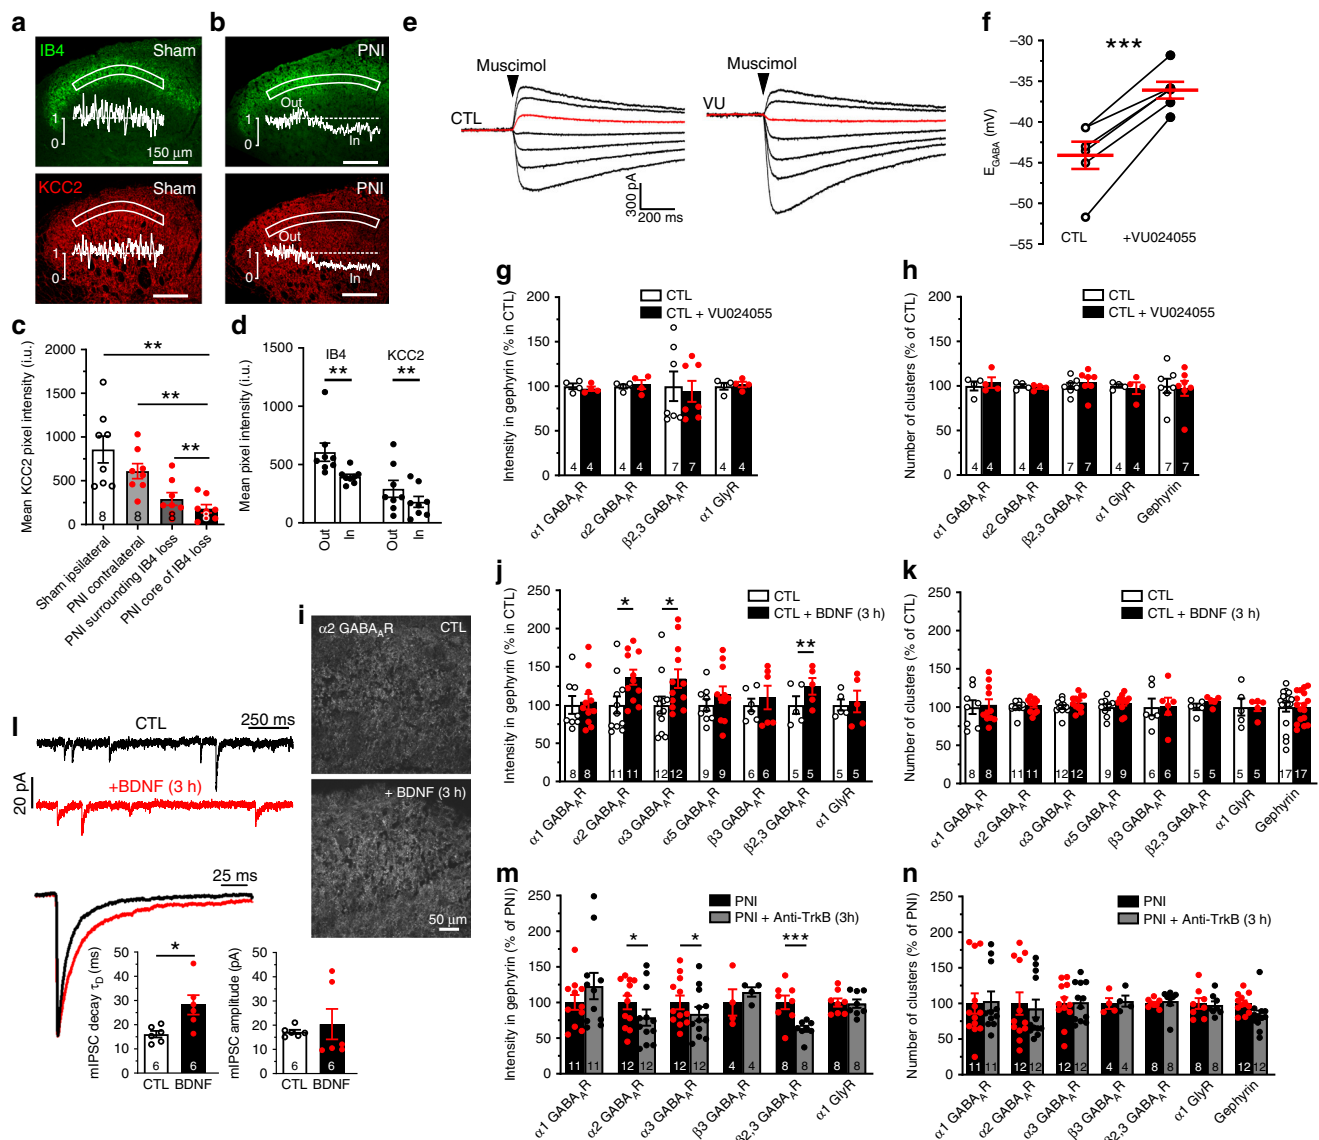 a
IB4
Sham
1
0
150 µm
KCC2
Sham
1
0
b
PNI
Out
1
0
In
PNI
Out
1
0
In
c
Mean KCC2 pixel intensity (i.u.)
2000
1500
1000
500
0
**
**
**
8
8
8
8
Sham ipsilateral
PNI contralateral
PNI surrounding IB4 loss
PNI core of IB4 loss
d
Mean pixel intensity (i.u.)
1500
1000
500
0
IB4
**
KCC2
**
Out
In
Out
In
e
Muscimol
CTL
300 pA
200 ms
Muscimol
VU
f
E_GABA (mV)
−30
−35
−40
−45
−50
−55
***
CTL
+VU024055
g
Intensity in gephyrin (% in CTL)
200
150
100
50
0
CTL
CTL + VU024055
4 4 4 4 7 7 4 4
α1 GABA_AR
α2 GABA_AR
β2,3 GABA_AR
α1 GlyR
h
Number of clusters (% of CTL)
200
150
100
50
0
CTL
CTL + VU024055
4 4 4 4 7 7 4 4 7 7
α1 GABA_AR
α2 GABA_AR
β2,3 GABA_AR
α1 GlyR
Gephyrin
i
α2 GABA_AR
CTL
+ BDNF (3 h)
50 µm
j
Intensity in gephyrin (% in CTL)
250
200
150
100
50
0
CTL
CTL + BDNF (3 h)
*
*
**
8 8 11 11 12 12 9 9 6 6 5 5 5 5
α1 GABA_AR
α2 GABA_AR
α3 GABA_AR
α5 GABA_AR
β3 GABA_AR
β2,3 GABA_AR
α1 GlyR
k
Number of clusters (% of CTL)
250
200
150
100
50
0
CTL
CTL + BDNF (3 h)
8 8 11 11 12 12 9 9 6 6 5 5 5 5 17 17
α1 GABA_AR
α2 GABA_AR
α3 GABA_AR
α5 GABA_AR
β3 GABA_AR
β2,3 GABA_AR
α1 GlyR
Gephyrin
l
CTL
250 ms
20 pA
+BDNF (3 h)
25 ms
mIPSC decay τ_D (ms)
50
40
30
20
10
0
*
6
6
CTL
BDNF
mIPSC amplitude (pA)
50
40
30
20
10
0
6
6
CTL
BDNF
m
Intensity in gephyrin (% of PNI)
250
200
150
100
50
0
PNI
PNI + Anti-TrkB (3h)
*
*
***
11 11 12 12 12 12 4 4 8 8 8 8
α1 GABA_AR
α2 GABA_AR
α3 GABA_AR
β3 GABA_AR
β2,3 GABA_AR
α1 GlyR
n
Number of clusters (% of PNI)
250
200
150
100
50
0
PNI
PNI + Anti-TrkB (3 h)
11 11 12 12 12 12 4 4 8 8 8 8 12 12
α1 GABA_AR
α2 GABA_AR
α3 GABA_AR
β3 GABA_AR
β2,3 GABA_AR
α1 GlyR
Gephyrin